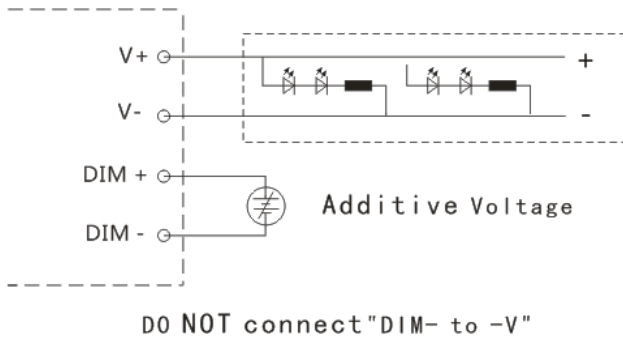 V+
+
V-
-
DIM +
Additive Voltage
DIM -
DO NOT connect"DIM- to -V"